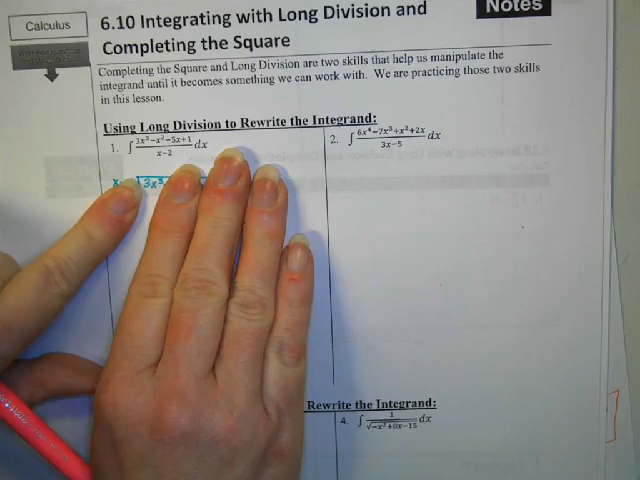 Calculus
6.10 Integrating with Long Division and
Completing the Square
Notes
Completing the Square and Long Division are two skills that help us manipulate the
integrand until it becomes something we can work with. We are practicing those two skills
in this lesson.
Using Long Division to Rewrite the Integrand:
1. ∫ (3x³−x²−5x+1)/(x−2) dx
2. ∫ (6x⁴−7x³+x²+2x)/(3x−5) dx
3x³
Rewrite the Integrand:
4. ∫ 1/√(−x²+8x−15) dx